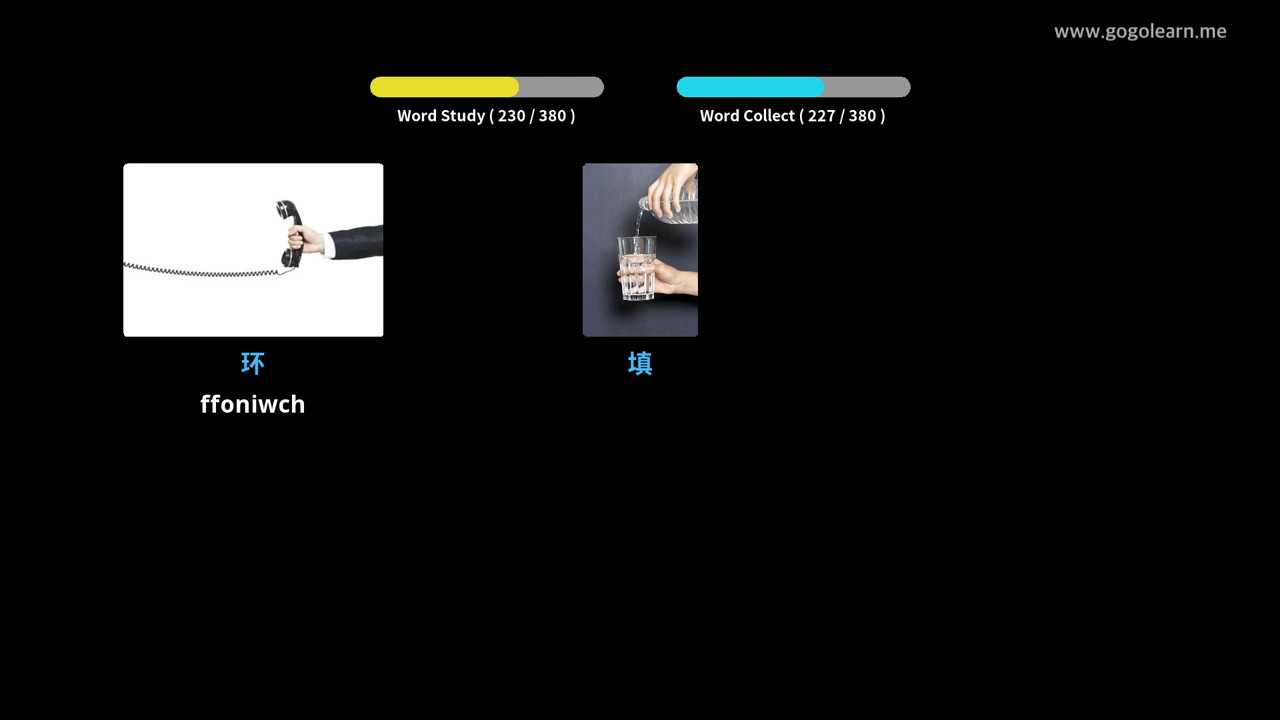 www.gogolearn.me
Word Study ( 230 / 380 )
Word Collect ( 227 / 380 )
环
填
ffoniwch